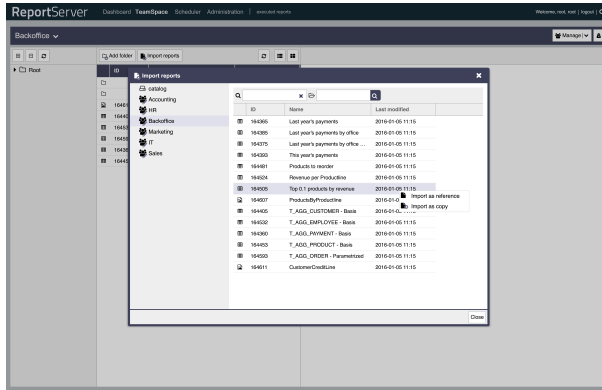 ReportServer Dashboard TeamSpace Scheduler Administration | executed reports Welcome, root, root | logout |
Backoffice Manage
Add folder Import reports
Root
ID
Import reports
catalog
Accounting
HR
Backoffice
Marketing
IT
Sales
ID Name Last modified
164365 Last year's payments 2016-01-05 11:15
164385 Last year's payments by office 2016-01-05 11:15
164375 Last year's payments by office ... 2016-01-05 11:15
164393 This year's payments 2016-01-05 11:15
164481 Products to reorder 2016-01-05 11:15
164524 Revenue per Productline 2016-01-05 11:15
164505 Top 0,1 products by revenue 2016-01-05 11:15
164607 ProductsByProductline 2016-01-0
Import as reference
164405 T_AGG_CUSTOMER - Basis
Import as copy
164532 T_AGG_EMPLOYEE - Basis 2016-01-05 11:15
164360 T_AGG_PAYMENT - Basis 2016-01-05 11:15
164453 T_AGG_PRODUCT - Basis 2016-01-05 11:15
164593 T_AGG_ORDER - Parametrized 2016-01-05 11:15
164611 CustomerCreditLine 2016-01-05 11:15
Close